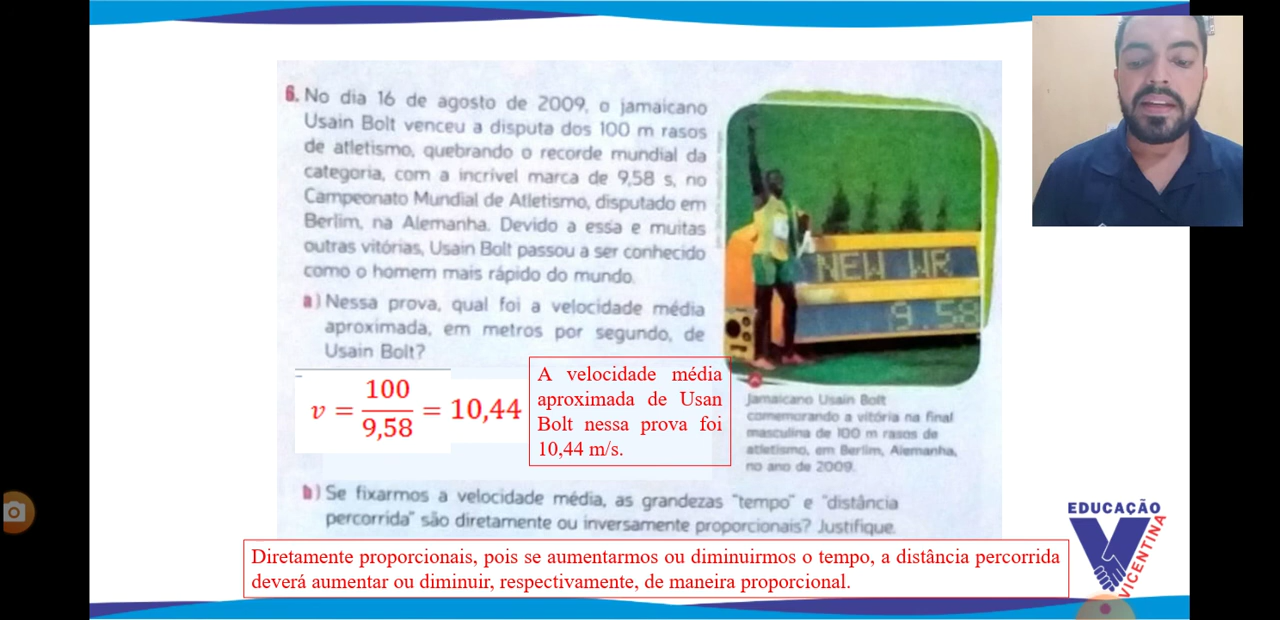 6. No dia 16 de agosto de 2009, o jamaicano
Usain Bolt venceu a disputa dos 100 m rasos
de atletismo, quebrando o recorde mundial da
categoria, com a incrível marca de 9,58 s, no
Campeonato Mundial de Atletismo, disputado em
Berlim, na Alemanha. Devido a essa e muitas
outras vitórias, Usain Bolt passou a ser conhecido
como o homem mais rápido do mundo.
a) Nessa prova, qual foi a velocidade média
aproximada, em metros por segundo, de
Usain Bolt?
v = 100/9,58 = 10,44
A velocidade média
aproximada de Usan
Bolt nessa prova foi
10,44 m/s.
NEW WR
9.58
Jamaicano Usain Bolt
comemorando a vitória na final
masculina de 100 m rasos de
atletismo, em Berlim, Alemanha,
no ano de 2009.
b) Se fixarmos a velocidade média, as grandezas "tempo" e "distância
percorrida" são diretamente ou inversamente proporcionais? Justifique.
Diretamente proporcionais, pois se aumentarmos ou diminuirmos o tempo, a distância percorrida
deverá aumentar ou diminuir, respectivamente, de maneira proporcional.
EDUCAÇÃO
VICENTINA